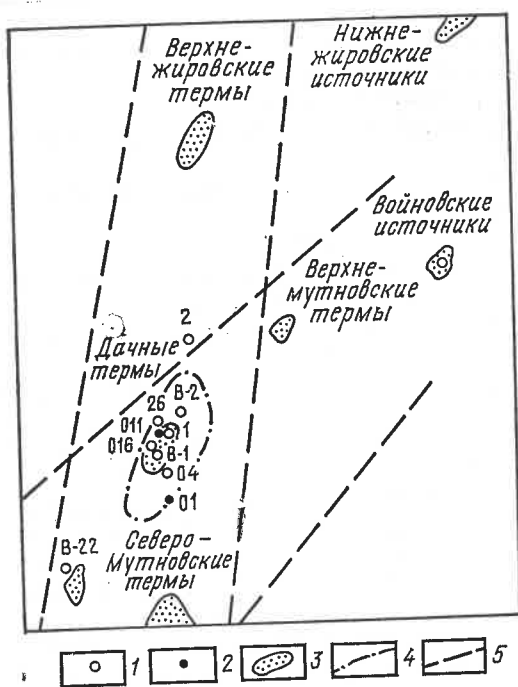 Верхне-
жировские
термы
Нижне-
жировские
источники
Войновские
источники
Верхне-
мутновские
термы
2
Дачные
термы
В-2
26
011
1
016
В-1
04
01
В-22
Северо-
Мутновские
термы
1 2 3 4 5